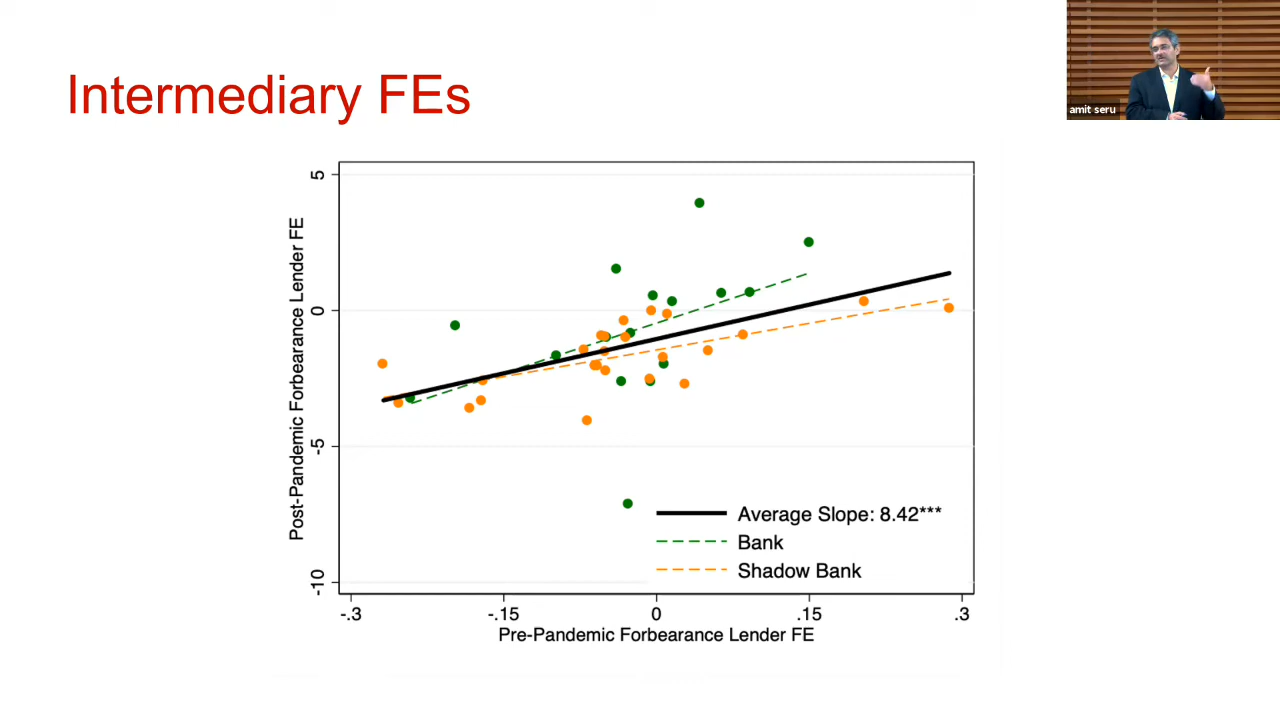 Intermediary FEs
amit seru
Post-Pandemic Forbearance Lender FE
5
0
-5
-10
Average Slope: 8.42***
Bank
Shadow Bank
-.3
-.15
0
.15
.3
Pre-Pandemic Forbearance Lender FE